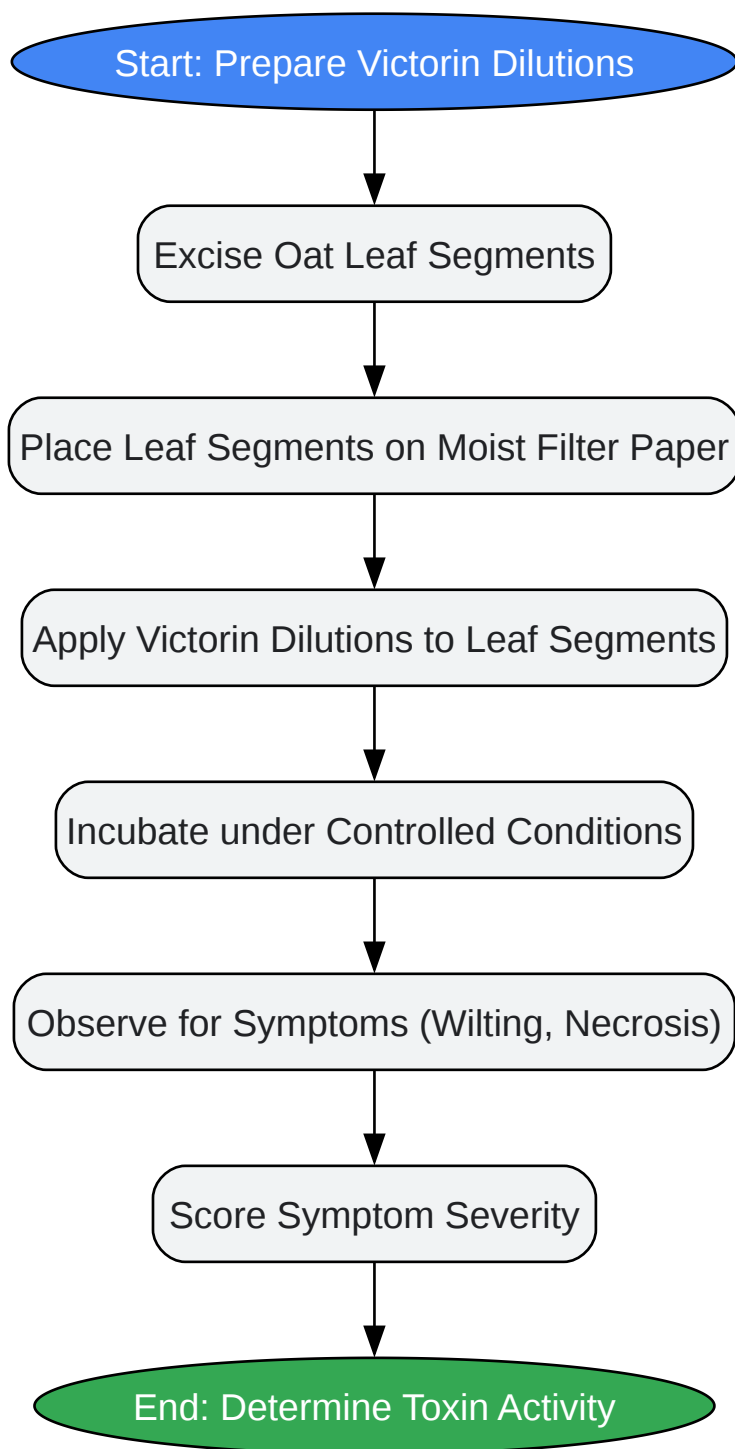 Start: Prepare Victorin Dilutions
Excise Oat Leaf Segments
Place Leaf Segments on Moist Filter Paper
Apply Victorin Dilutions to Leaf Segments
Incubate under Controlled Conditions
Observe for Symptoms (Wilting, Necrosis)
Score Symptom Severity
End: Determine Toxin Activity